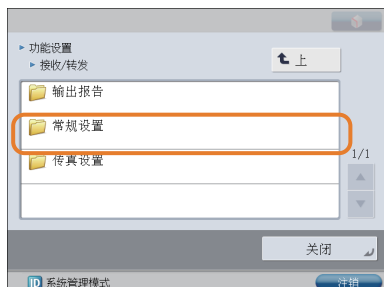 功能设置
接收/转发
上
输出报告
常规设置
传真设置
1/1
关闭
ID 系统管理模式
注销